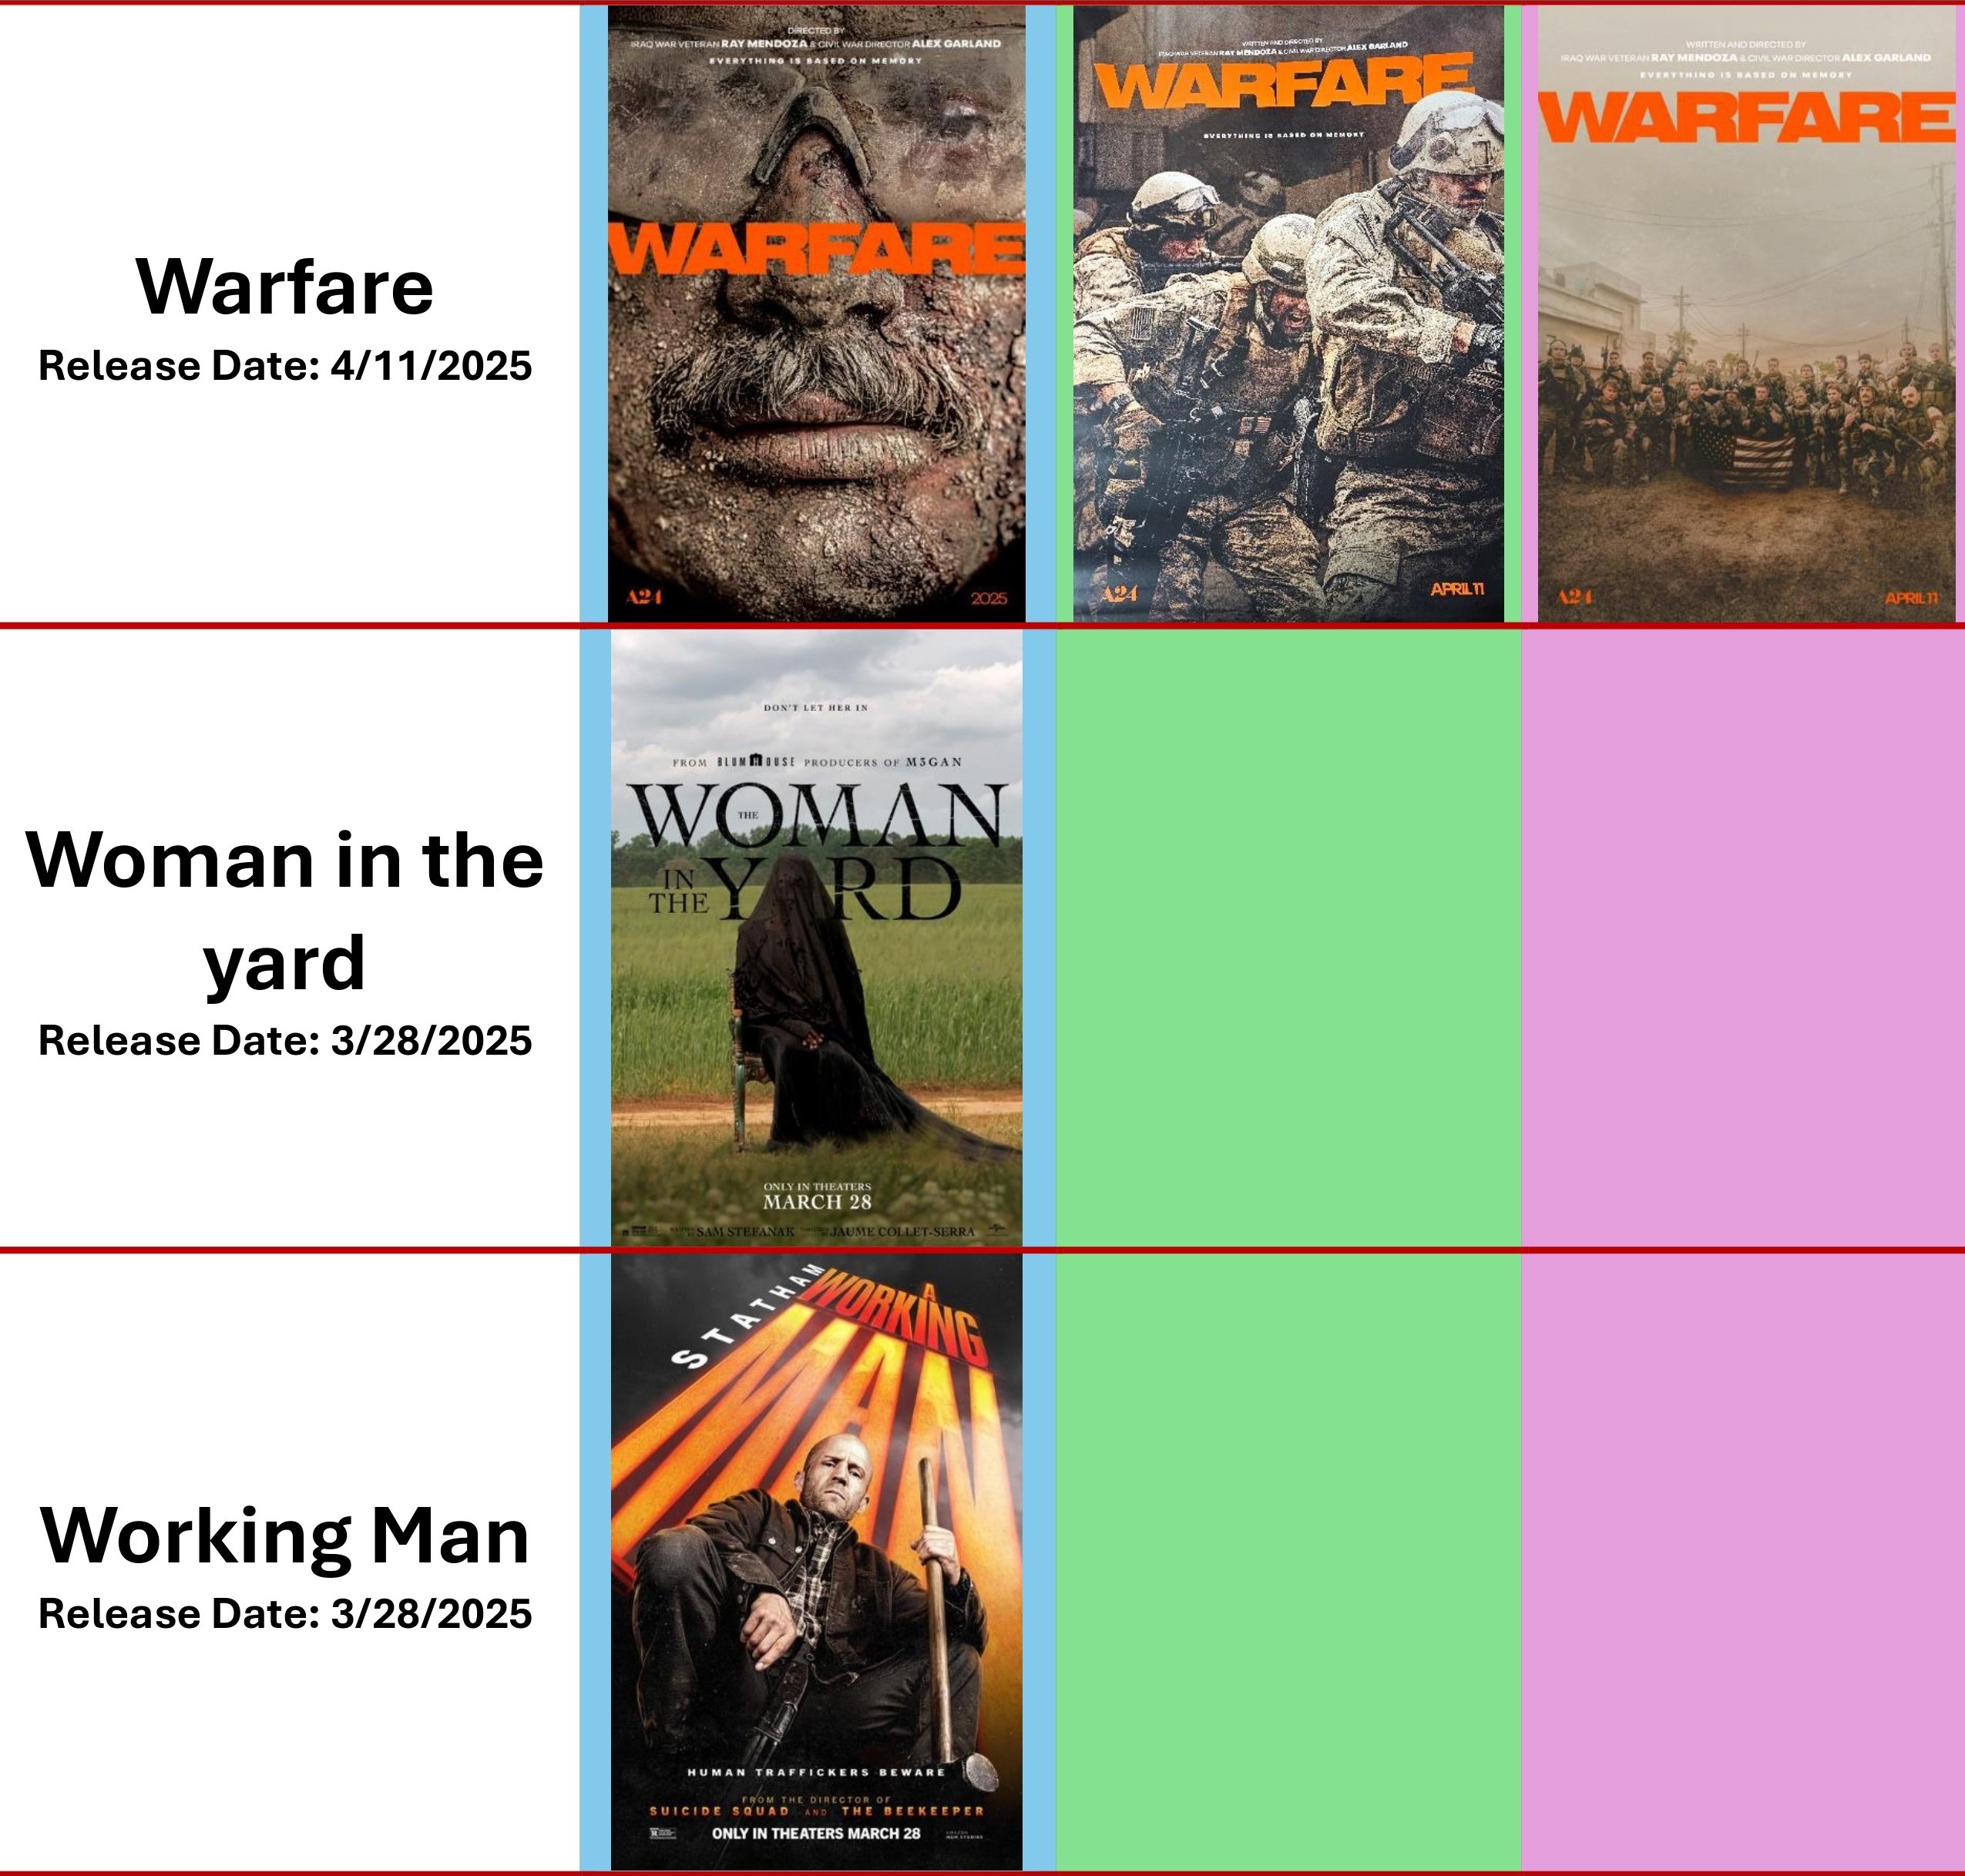 Warfare
Release Date: 4/11/2025
DIRECTED BY
IRAQ WAR VETERAN RAY MENDOZA & CIVIL WAR DIRECTOR ALEX GARLAND
EVERYTHING IS BASED ON MEMORY
WARFARE
A24
2025
WRITTEN AND DIRECTED BY
IRAQ WAR VETERAN RAY MENDOZA & CIVIL WAR DIRECTOR ALEX GARLAND
WARFARE
EVERYTHING IS BASED ON MEMORY
A24
APRIL 11
WRITTEN AND DIRECTED BY
IRAQ WAR VETERAN RAY MENDOZA & CIVIL WAR DIRECTOR ALEX GARLAND
EVERYTHING IS BASED ON MEMORY
WARFARE
A24
APRIL 11
Woman in the
yard
Release Date: 3/28/2025
DON'T LET HER IN
FROM BLUMHOUSE PRODUCERS OF M3GAN
THE WOMAN
IN THE YARD
ONLY IN THEATERS
MARCH 28
SAM STEFANAK JAUME COLLET-SERRA
Working Man
Release Date: 3/28/2025
STATHAM
A
WORKING
MAN
HUMAN TRAFFICKERS BEWARE
FROM THE DIRECTOR OF
SUICIDE SQUAD AND THE BEEKEEPER
R
ONLY IN THEATERS MARCH 28
AMAZON
MGM STUDIOS